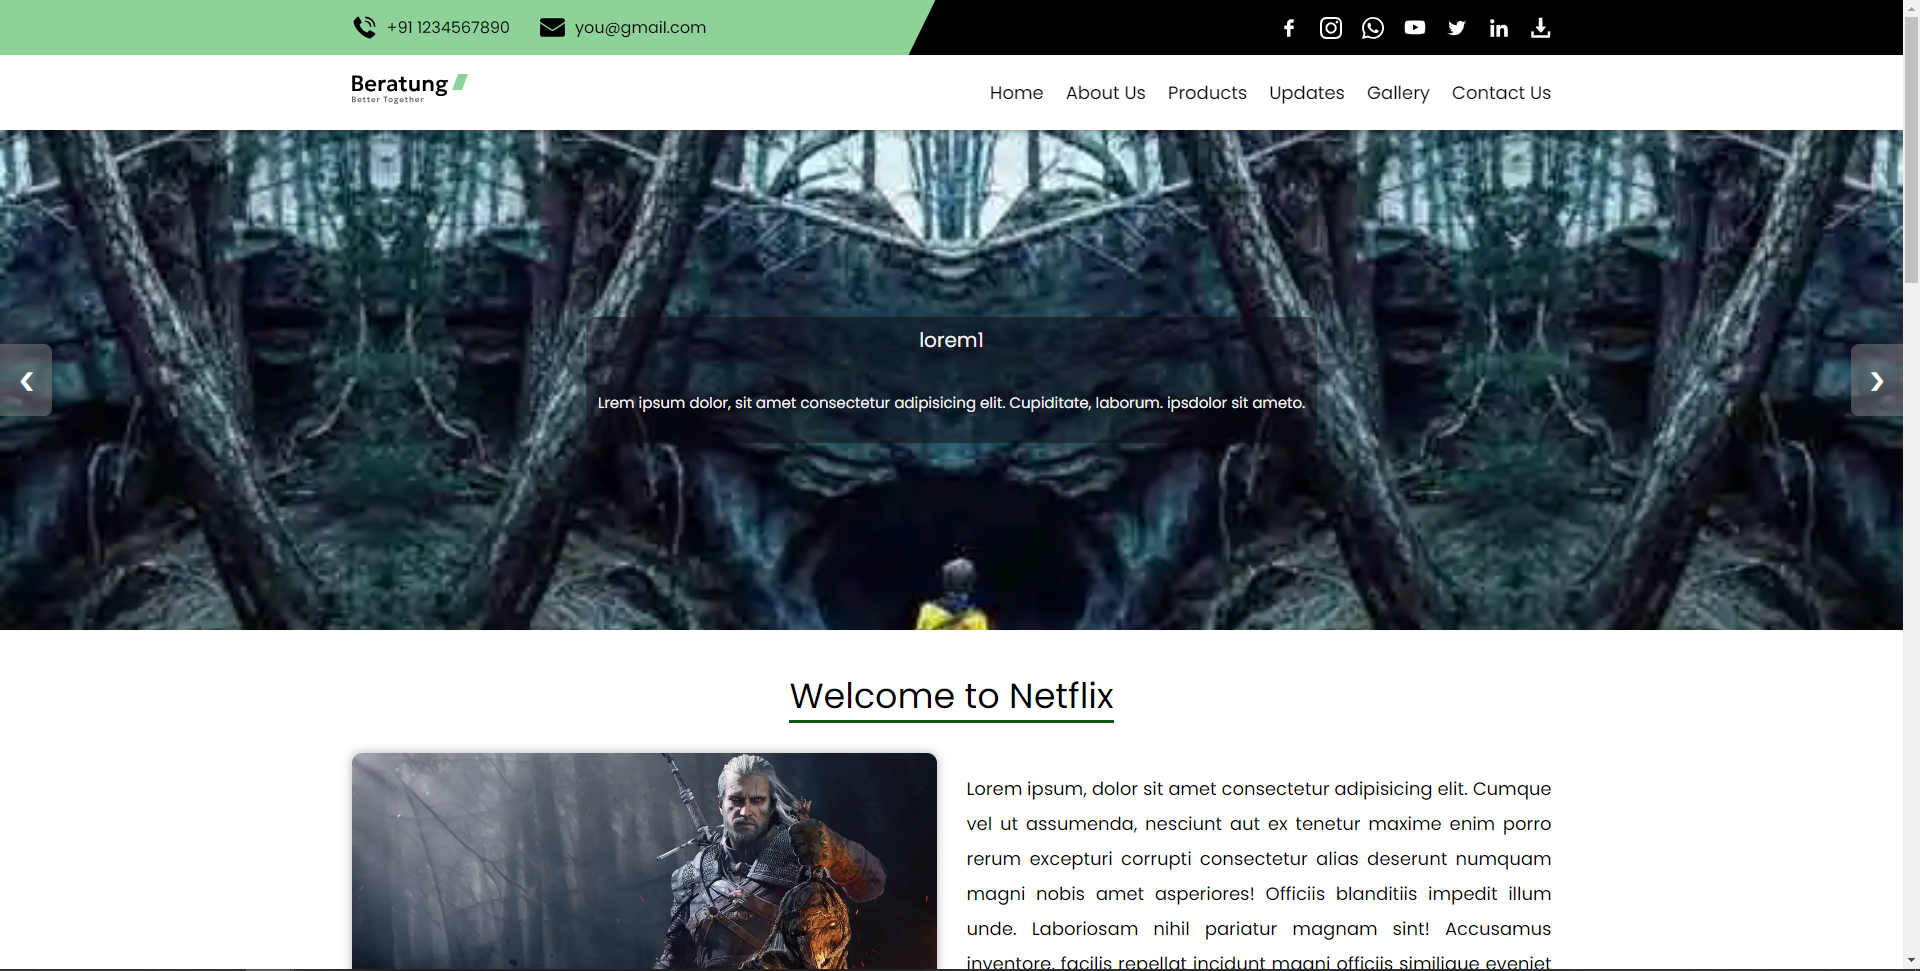 +91 1234567890 you@gmail.com
Beratung
Better Together
Home About Us Products Updates Gallery Contact Us
lorem1
Lrem ipsum dolor, sit amet consectetur adipisicing elit. Cupiditate, laborum. ipsdolor sit ameto.
Welcome to Netflix
Lorem ipsum, dolor sit amet consectetur adipisicing elit. Cumque
vel ut assumenda, nesciunt aut ex tenetur maxime enim porro
rerum excepturi corrupti consectetur alias deserunt numquam
magni nobis amet asperiores! Officiis blanditiis impedit illum
unde. Laboriosam nihil pariatur magnam sint! Accusamus
inventore, facilis repellat incidunt magni officiis similique eveniet